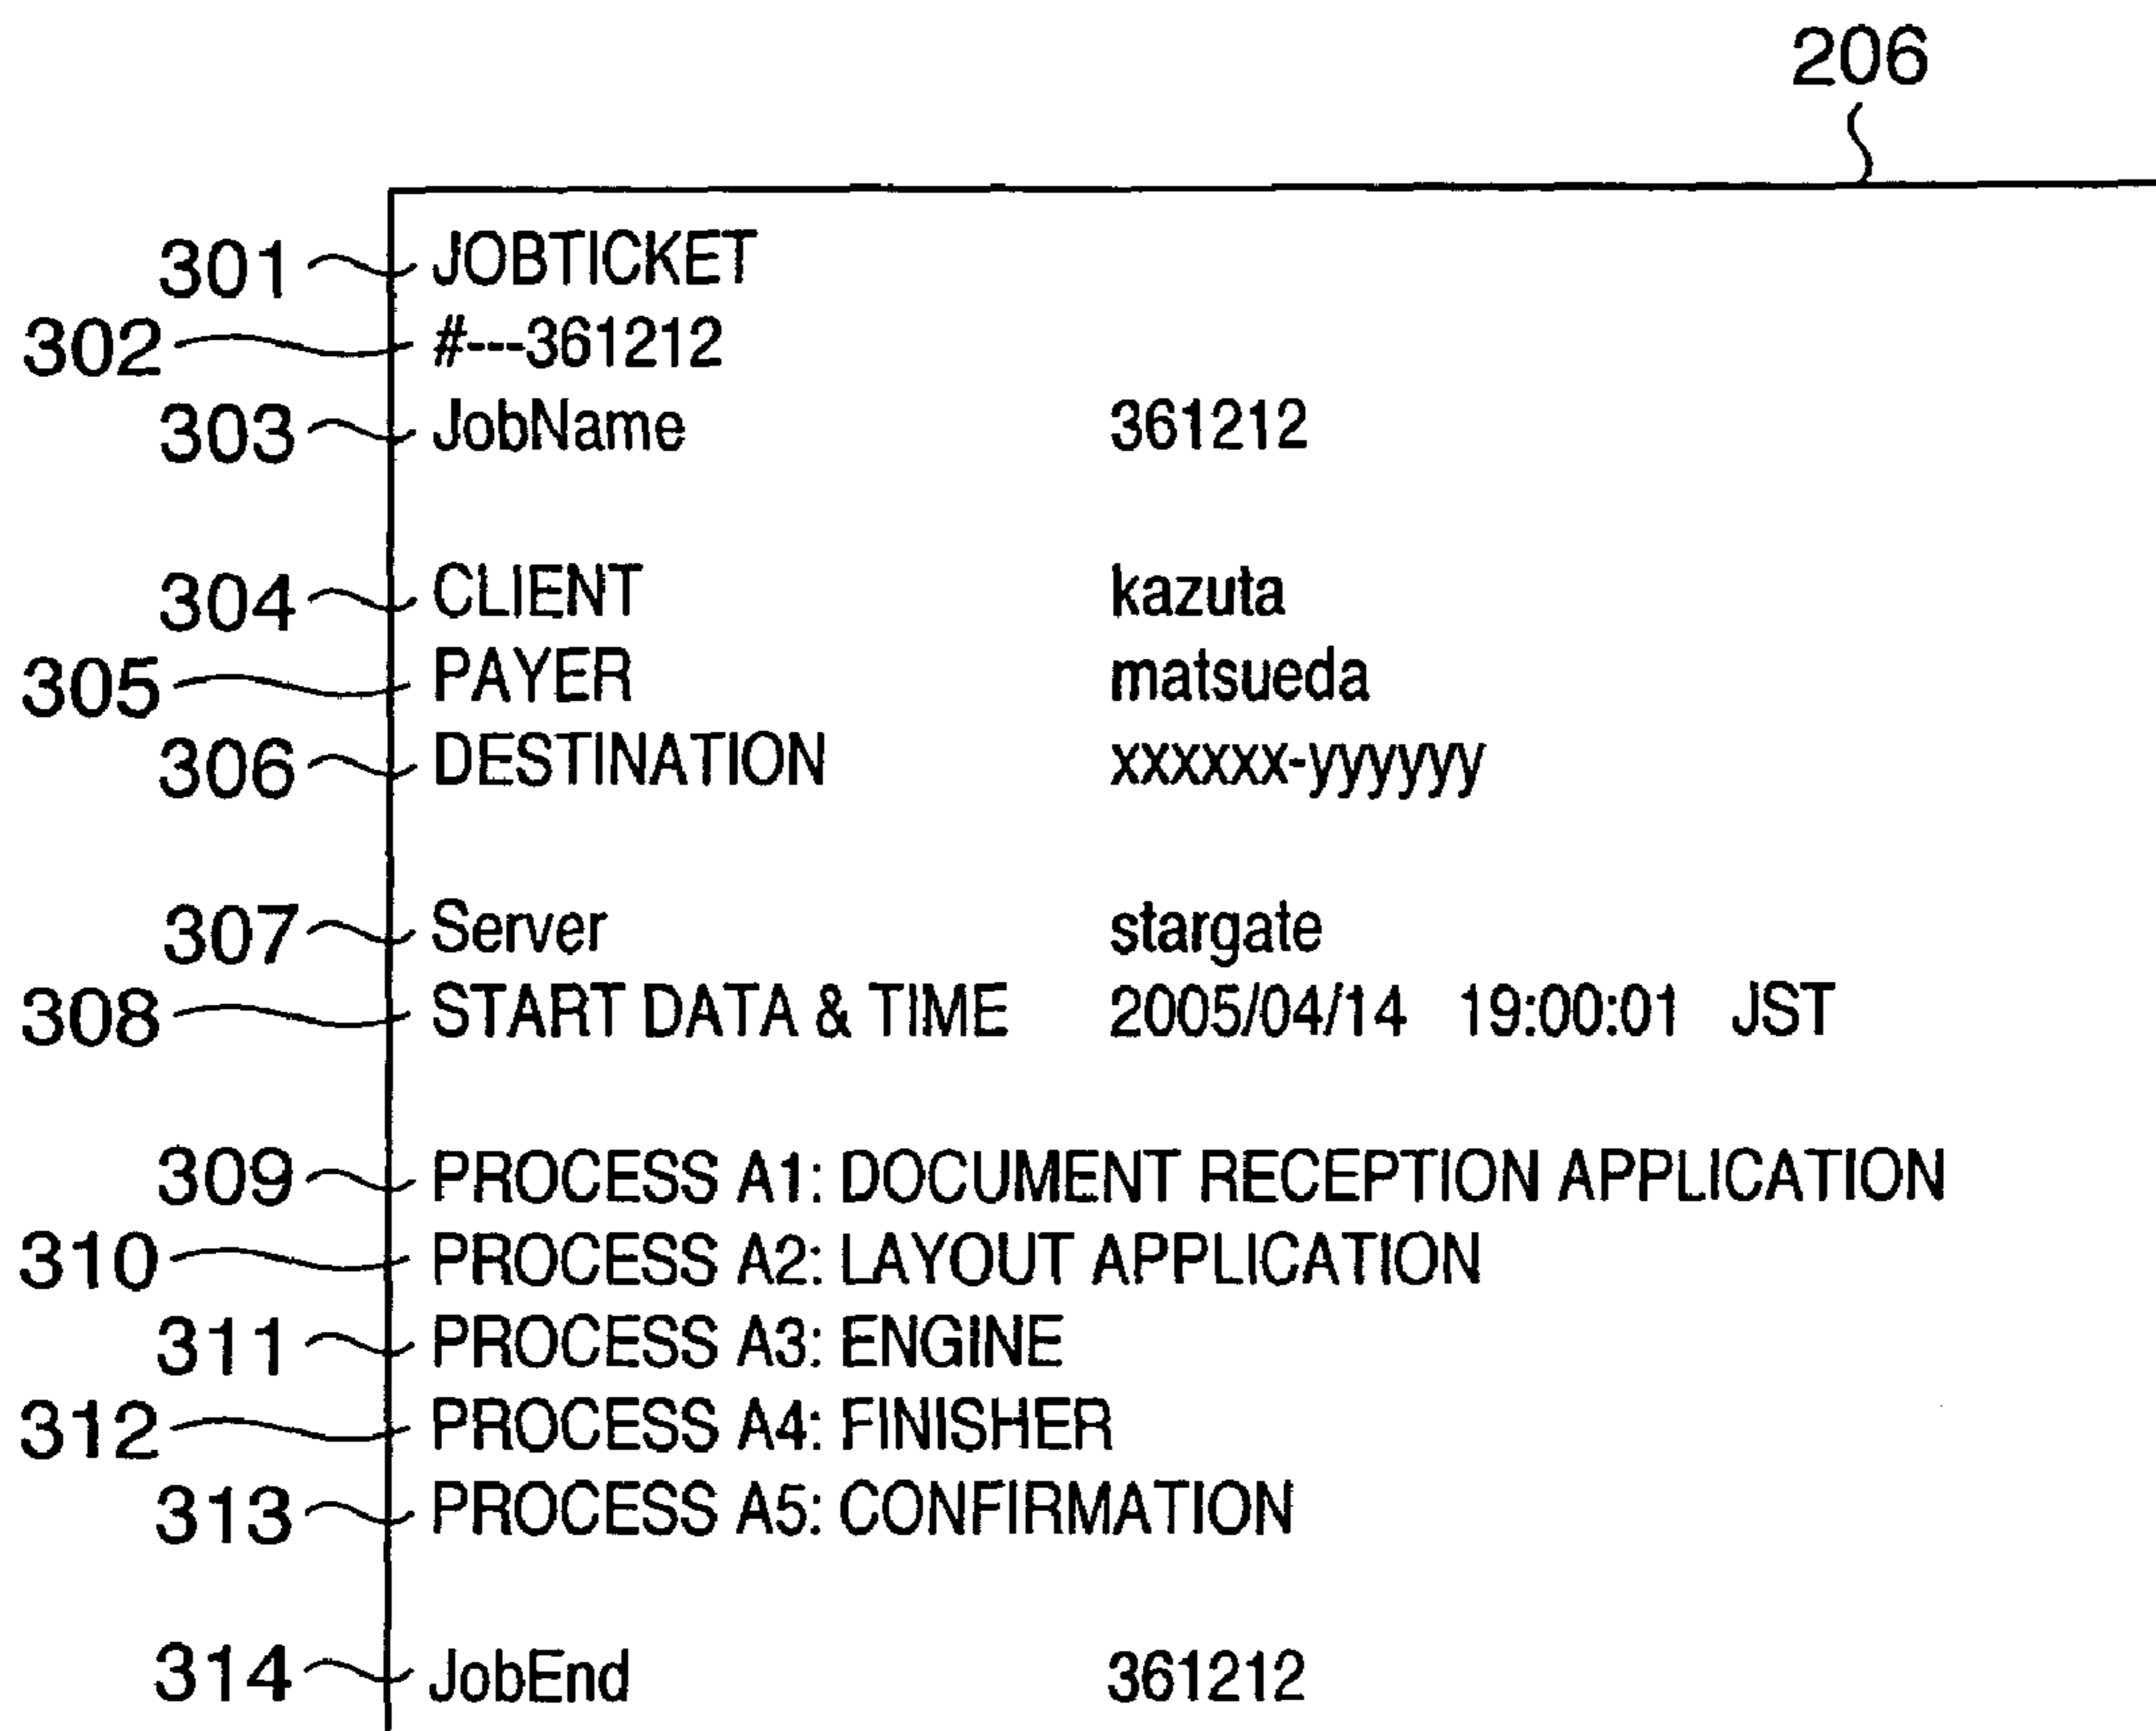 206
301 JOBTICKET
302 #---361212
303 JobName 361212
304 CLIENT kazuta
305 PAYER matsueda
306 DESTINATION xxxxxx-yyyyyy
307 Server stargate
308 START DATA & TIME 2005/04/14 19:00:01 JST
309 PROCESS A1: DOCUMENT RECEPTION APPLICATION
310 PROCESS A2: LAYOUT APPLICATION
311 PROCESS A3: ENGINE
312 PROCESS A4: FINISHER
313 PROCESS A5: CONFIRMATION
314 JobEnd 361212